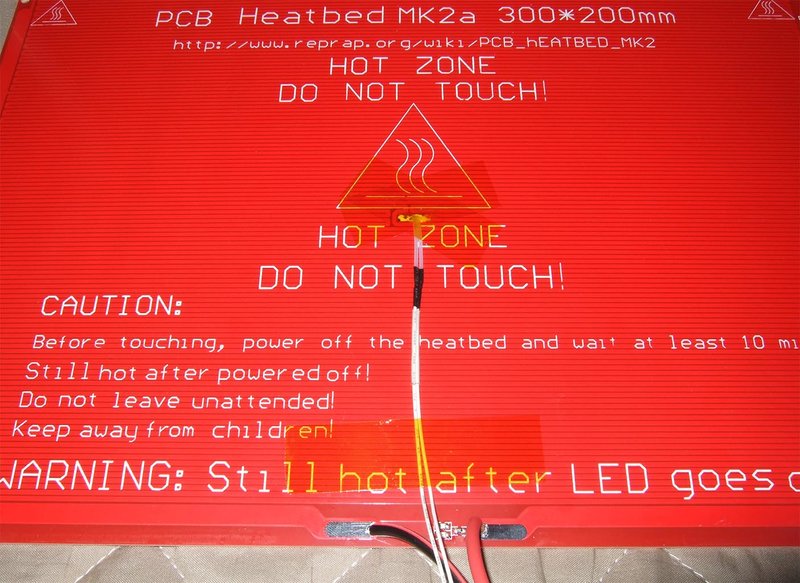 PCB Heatbed MK2a 300*200mm
http://www.reprap.org/wiki/PCB_hEATBED_MK2
HOT ZONE
DO NOT TOUCH!
HOT ZONE
DO NOT TOUCH!
CAUTION:
Before touching, power off the heatbed and wait at least 10 mi
Still hot after powered off!
Do not leave unattended!
Keep away from children!
WARNING: Still hot after LED goes o